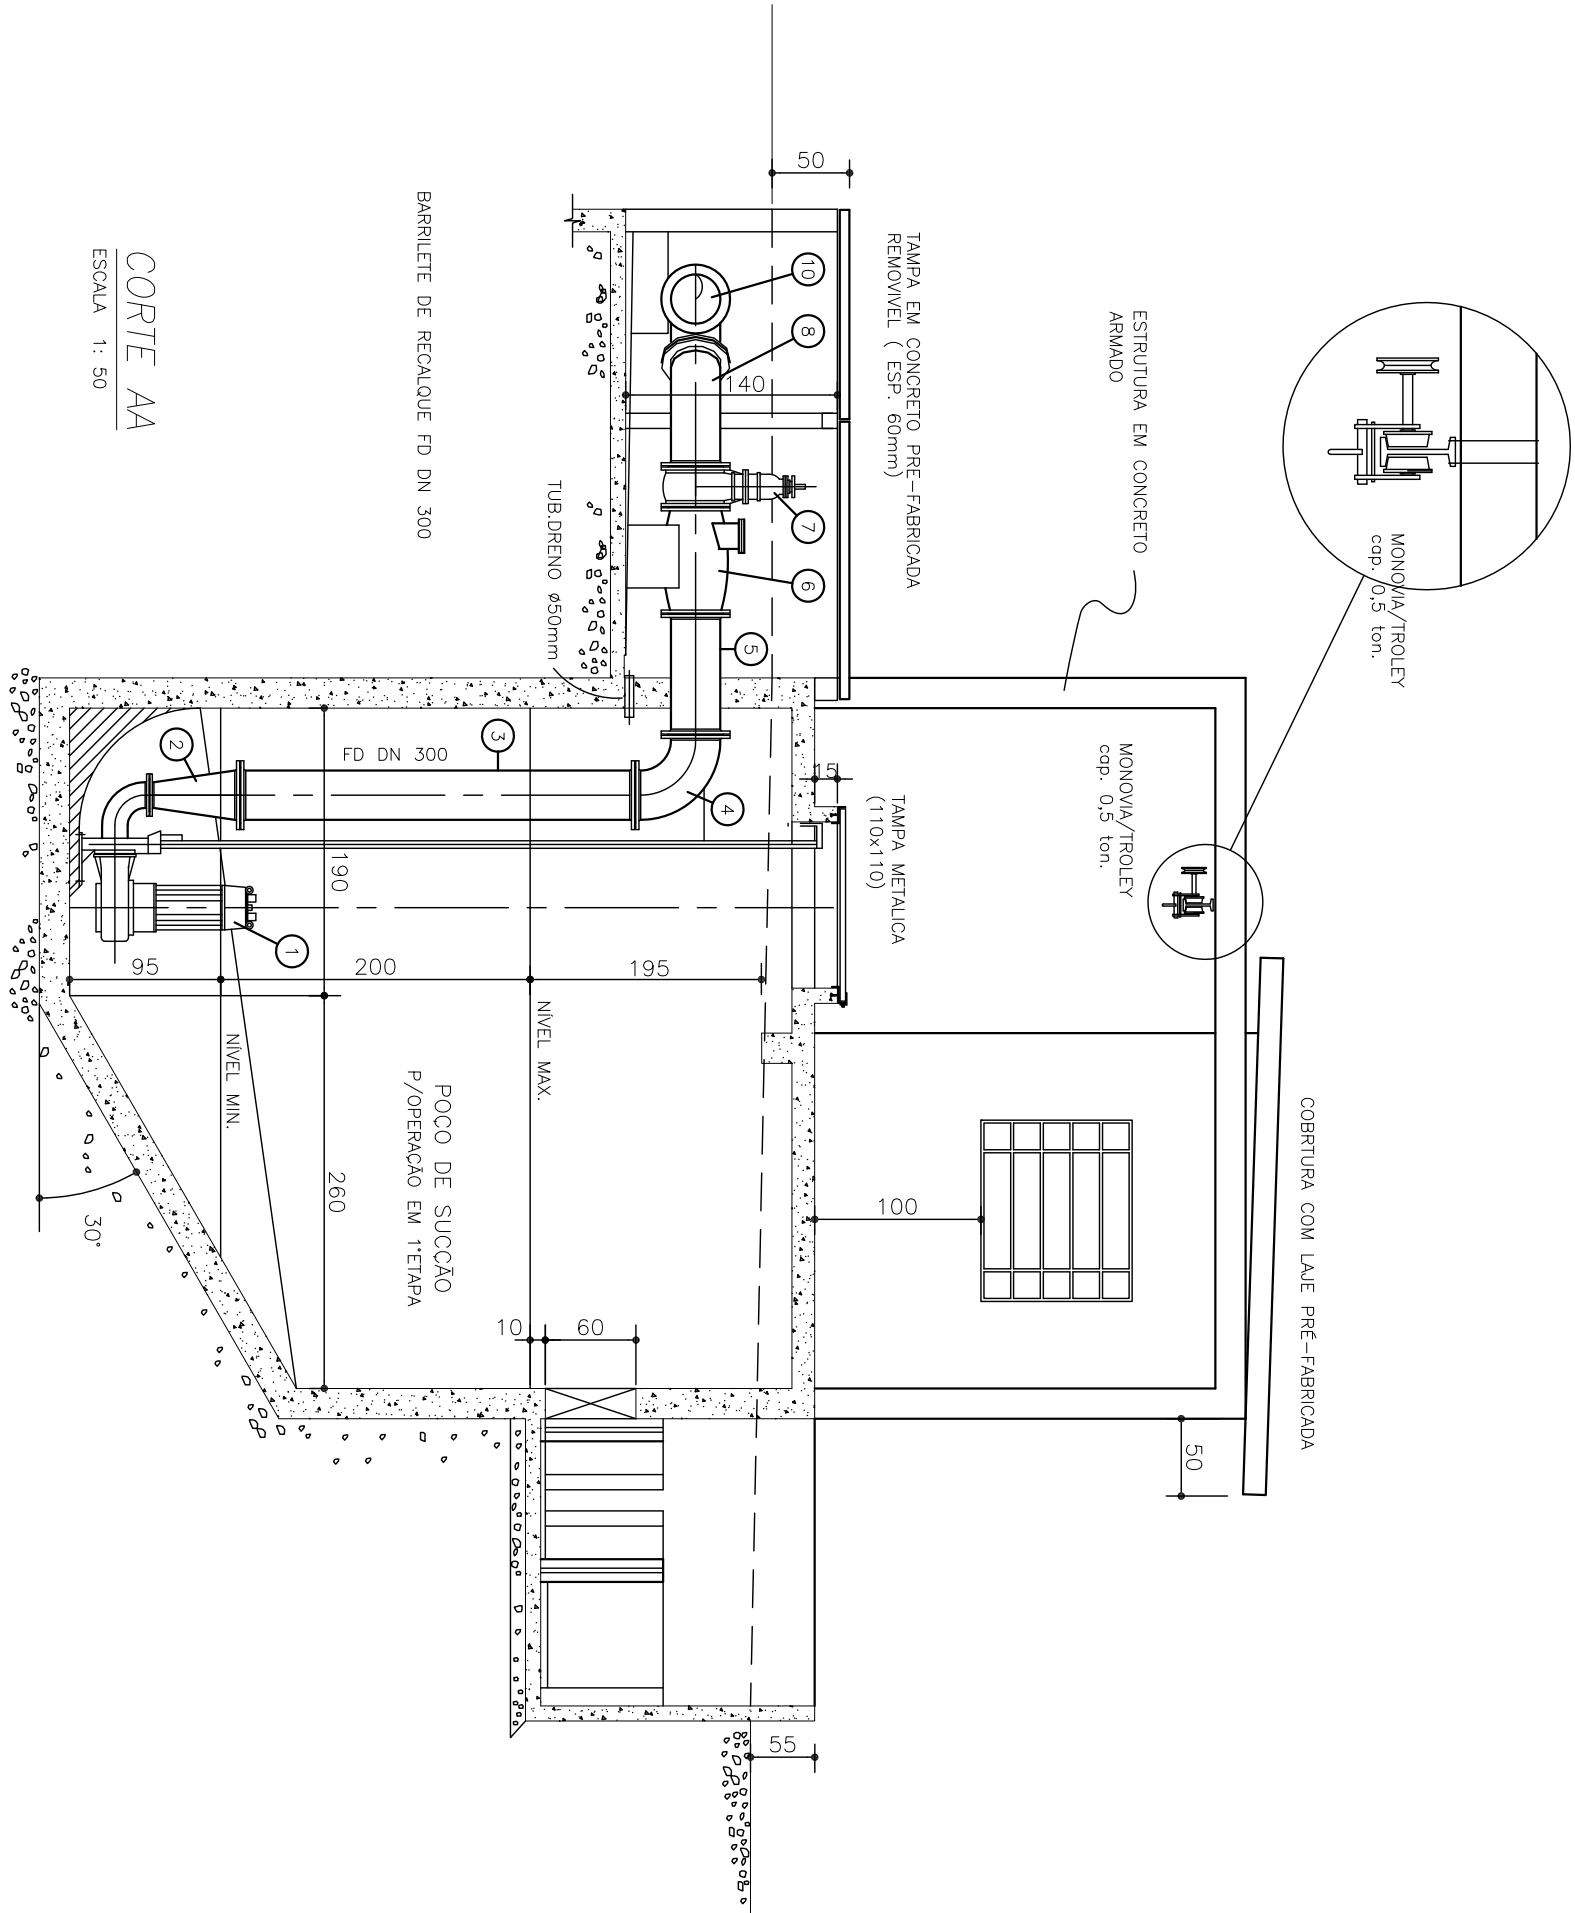 MONOVIA/TROLEY
cap. 0,5 ton.
COBRTURA COM LAJE PRÉ-FABRICADA
ESTRUTURA EM CONCRETO
ARMADO
MONOVIA/TROLEY
cap. 0,5 ton.
50
TAMPA EM CONCRETO PRE-FABRICADA
REMOVIVEL ( ESP. 60mm)
TAMPA METALICA
(110x110)
100
50
15
10
8
7
6
5
140
55
TUB.DRENO ø50mm
BARRILETE DE RECALQUE FD DN 300
4
3
FD DN 300
2
1
190
260
95
200
195
10
60
NÍVEL MAX.
POÇO DE SUCÇÃO
P/OPERAÇÃO EM 1ªETAPA
NÍVEL MIN.
30°
50
CORTE AA
ESCALA 1: 50